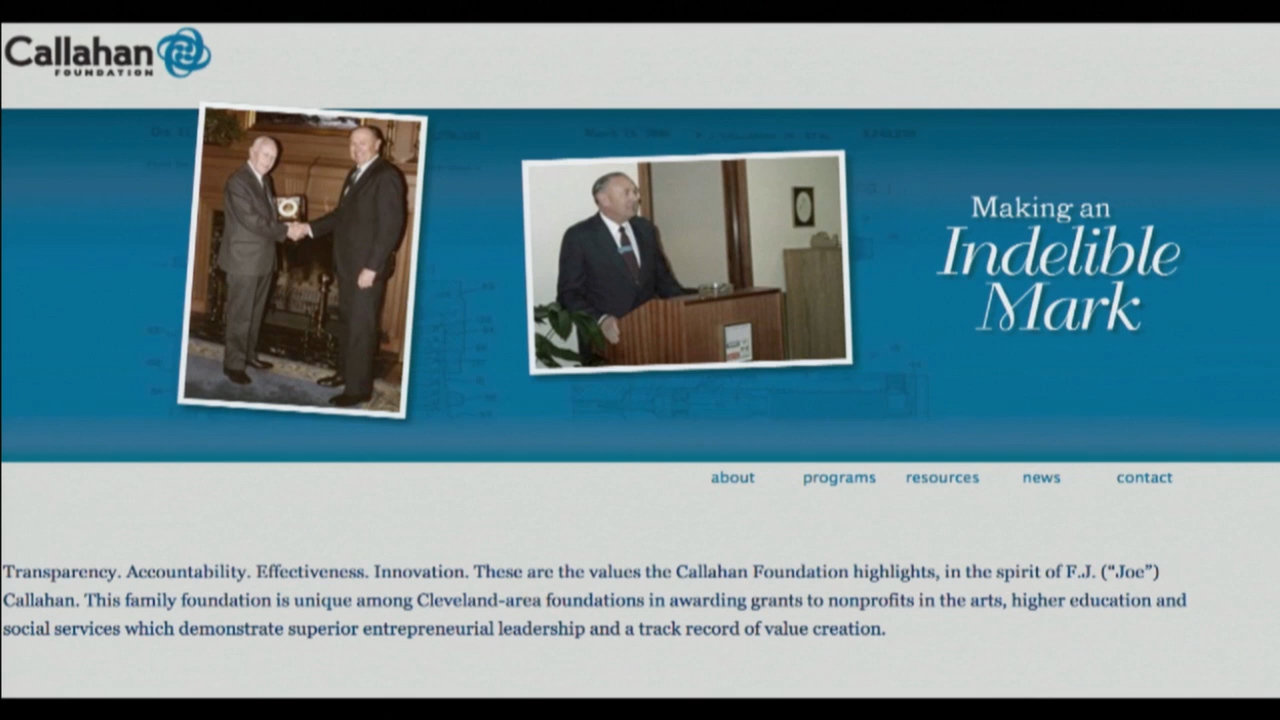 Callahan
FOUNDATION
Making an
Indelible
Mark
about programs resources news contact
Transparency. Accountability. Effectiveness. Innovation. These are the values the Callahan Foundation highlights, in the spirit of F.J. (“Joe”)
Callahan. This family foundation is unique among Cleveland-area foundations in awarding grants to nonprofits in the arts, higher education and
social services which demonstrate superior entrepreneurial leadership and a track record of value creation.